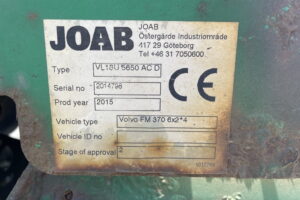 JOAB
JOAB
Östergärde Industriområde
417 29 Göteborg
Tel +46 31 7050600
Type VL18U 5650 AC D
Serial no 2014796
Prod year 2015
CE
Vehicle type Volvo FM 370 6x2*4
Vehicle ID no
Stage of approval 2